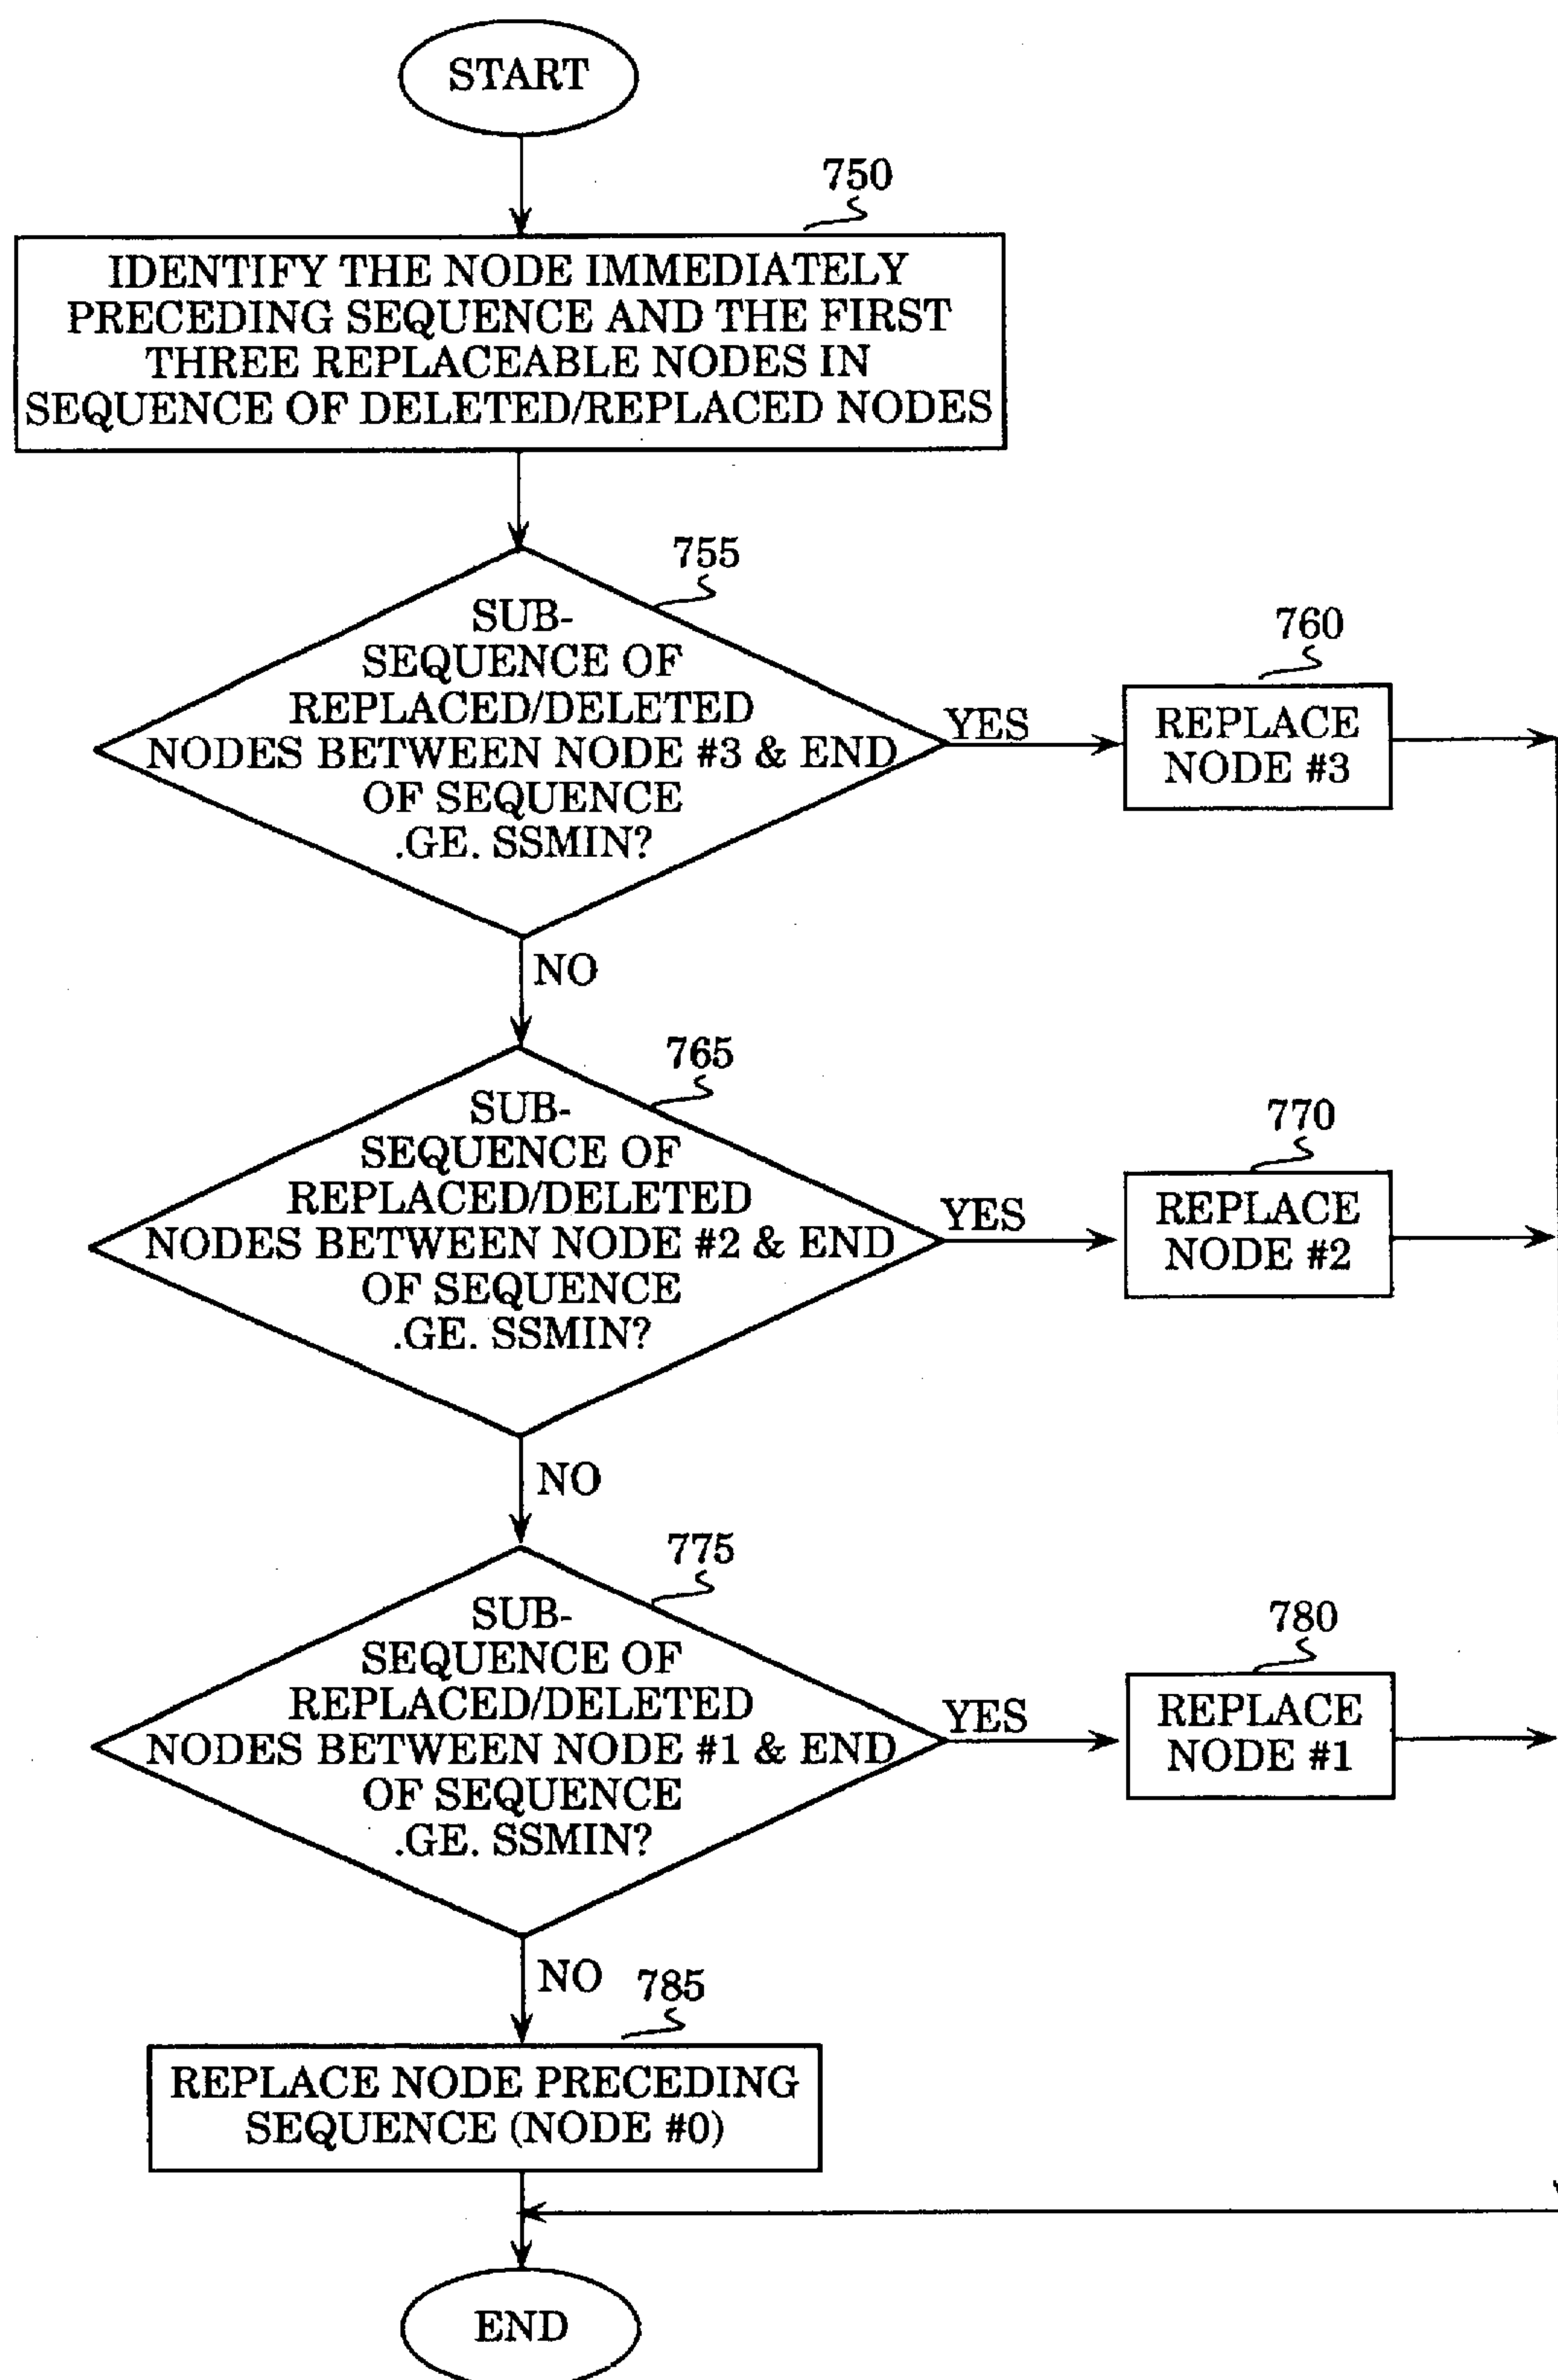 START
750
IDENTIFY THE NODE IMMEDIATELY
PRECEDING SEQUENCE AND THE FIRST
THREE REPLACEABLE NODES IN
SEQUENCE OF DELETED/REPLACED NODES
755
SUB-
SEQUENCE OF
REPLACED/DELETED
NODES BETWEEN NODE #3 & END
OF SEQUENCE
.GE. SSMIN?
YES
760
REPLACE
NODE #3
NO
765
SUB-
SEQUENCE OF
REPLACED/DELETED
NODES BETWEEN NODE #2 & END
OF SEQUENCE
.GE. SSMIN?
YES
770
REPLACE
NODE #2
NO
775
SUB-
SEQUENCE OF
REPLACED/DELETED
NODES BETWEEN NODE #1 & END
OF SEQUENCE
.GE. SSMIN?
YES
780
REPLACE
NODE #1
NO
785
REPLACE NODE PRECEDING
SEQUENCE (NODE #0)
END